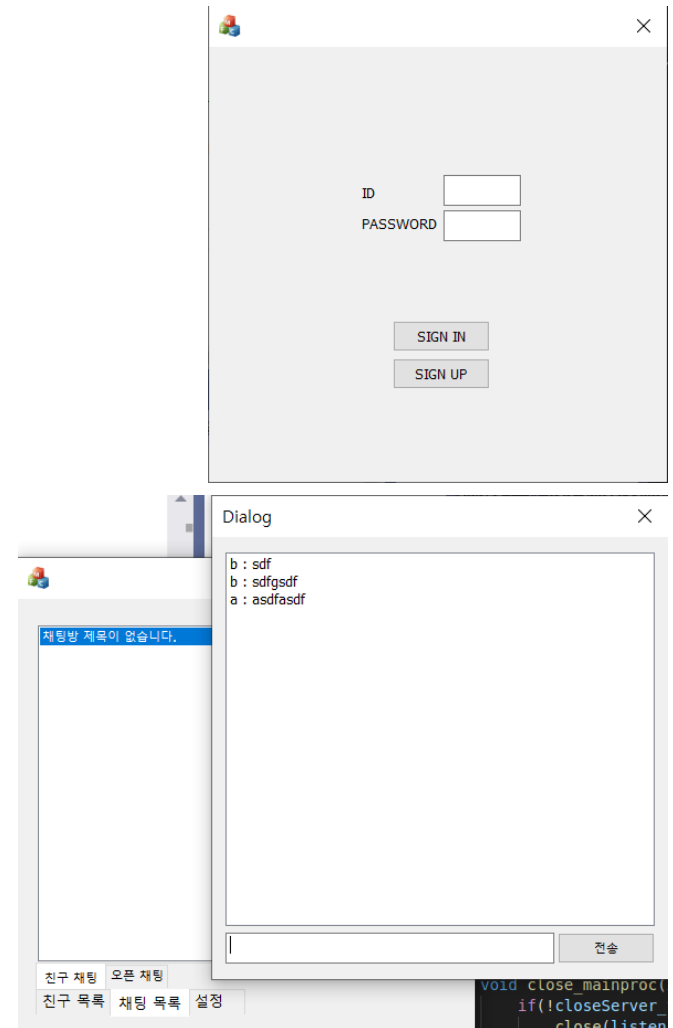 ID
PASSWORD
SIGN IN
SIGN UP
Dialog
b : sdf
b : sdfgsdf
a : asdfasdf
채팅방 제목이 없습니다.
전송
친구 채팅 오픈 채팅
친구 목록 채팅 목록 설정
void close_mainproc(
if(!closeServer_
close(listen